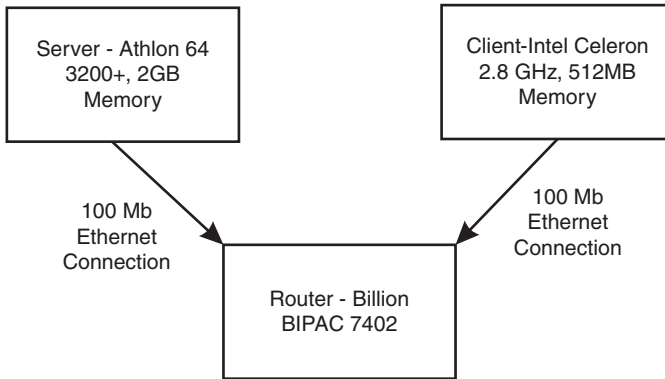 Server - Athlon 64
3200+, 2GB
Memory
Client-Intel Celeron
2.8 GHz, 512MB
Memory
100 Mb
Ethernet
Connection
100 Mb
Ethernet
Connection
Router - Billion
BIPAC 7402